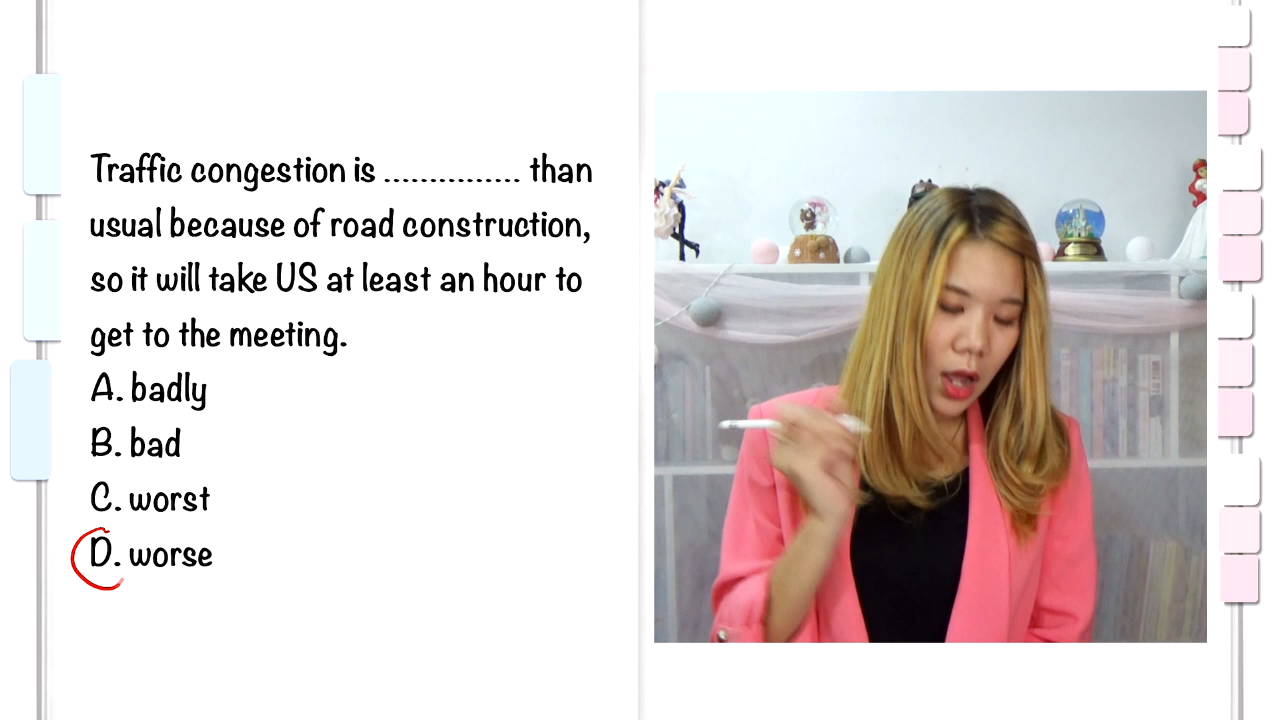 Traffic congestion is ............... than
usual because of road construction,
so it will take US at least an hour to
get to the meeting.
A. badly
B. bad
C. worst
D. worse